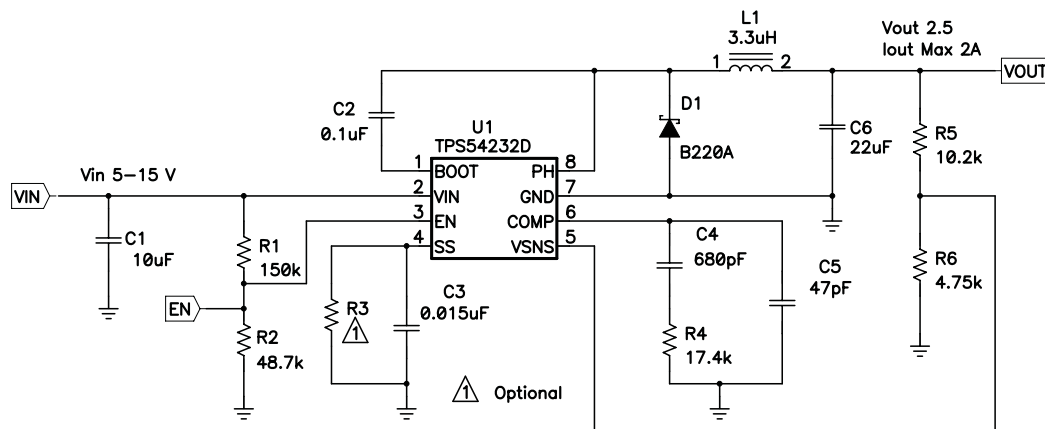 L1
3.3uH
1
2
Vout 2.5
Iout Max 2A
VOUT
C2
0.1uF
U1
TPS54232D
D1
B220A
C6
22uF
R5
10.2k
1
BOOT
PH
8
Vin 5-15 V
VIN
2
VIN
GND
7
3
EN
COMP
6
4
SS
VSNS
5
C1
10uF
R1
150k
EN
R2
48.7k
R3
1
C3
0.015uF
C4
680pF
C5
47pF
R4
17.4k
R6
4.75k
1 Optional